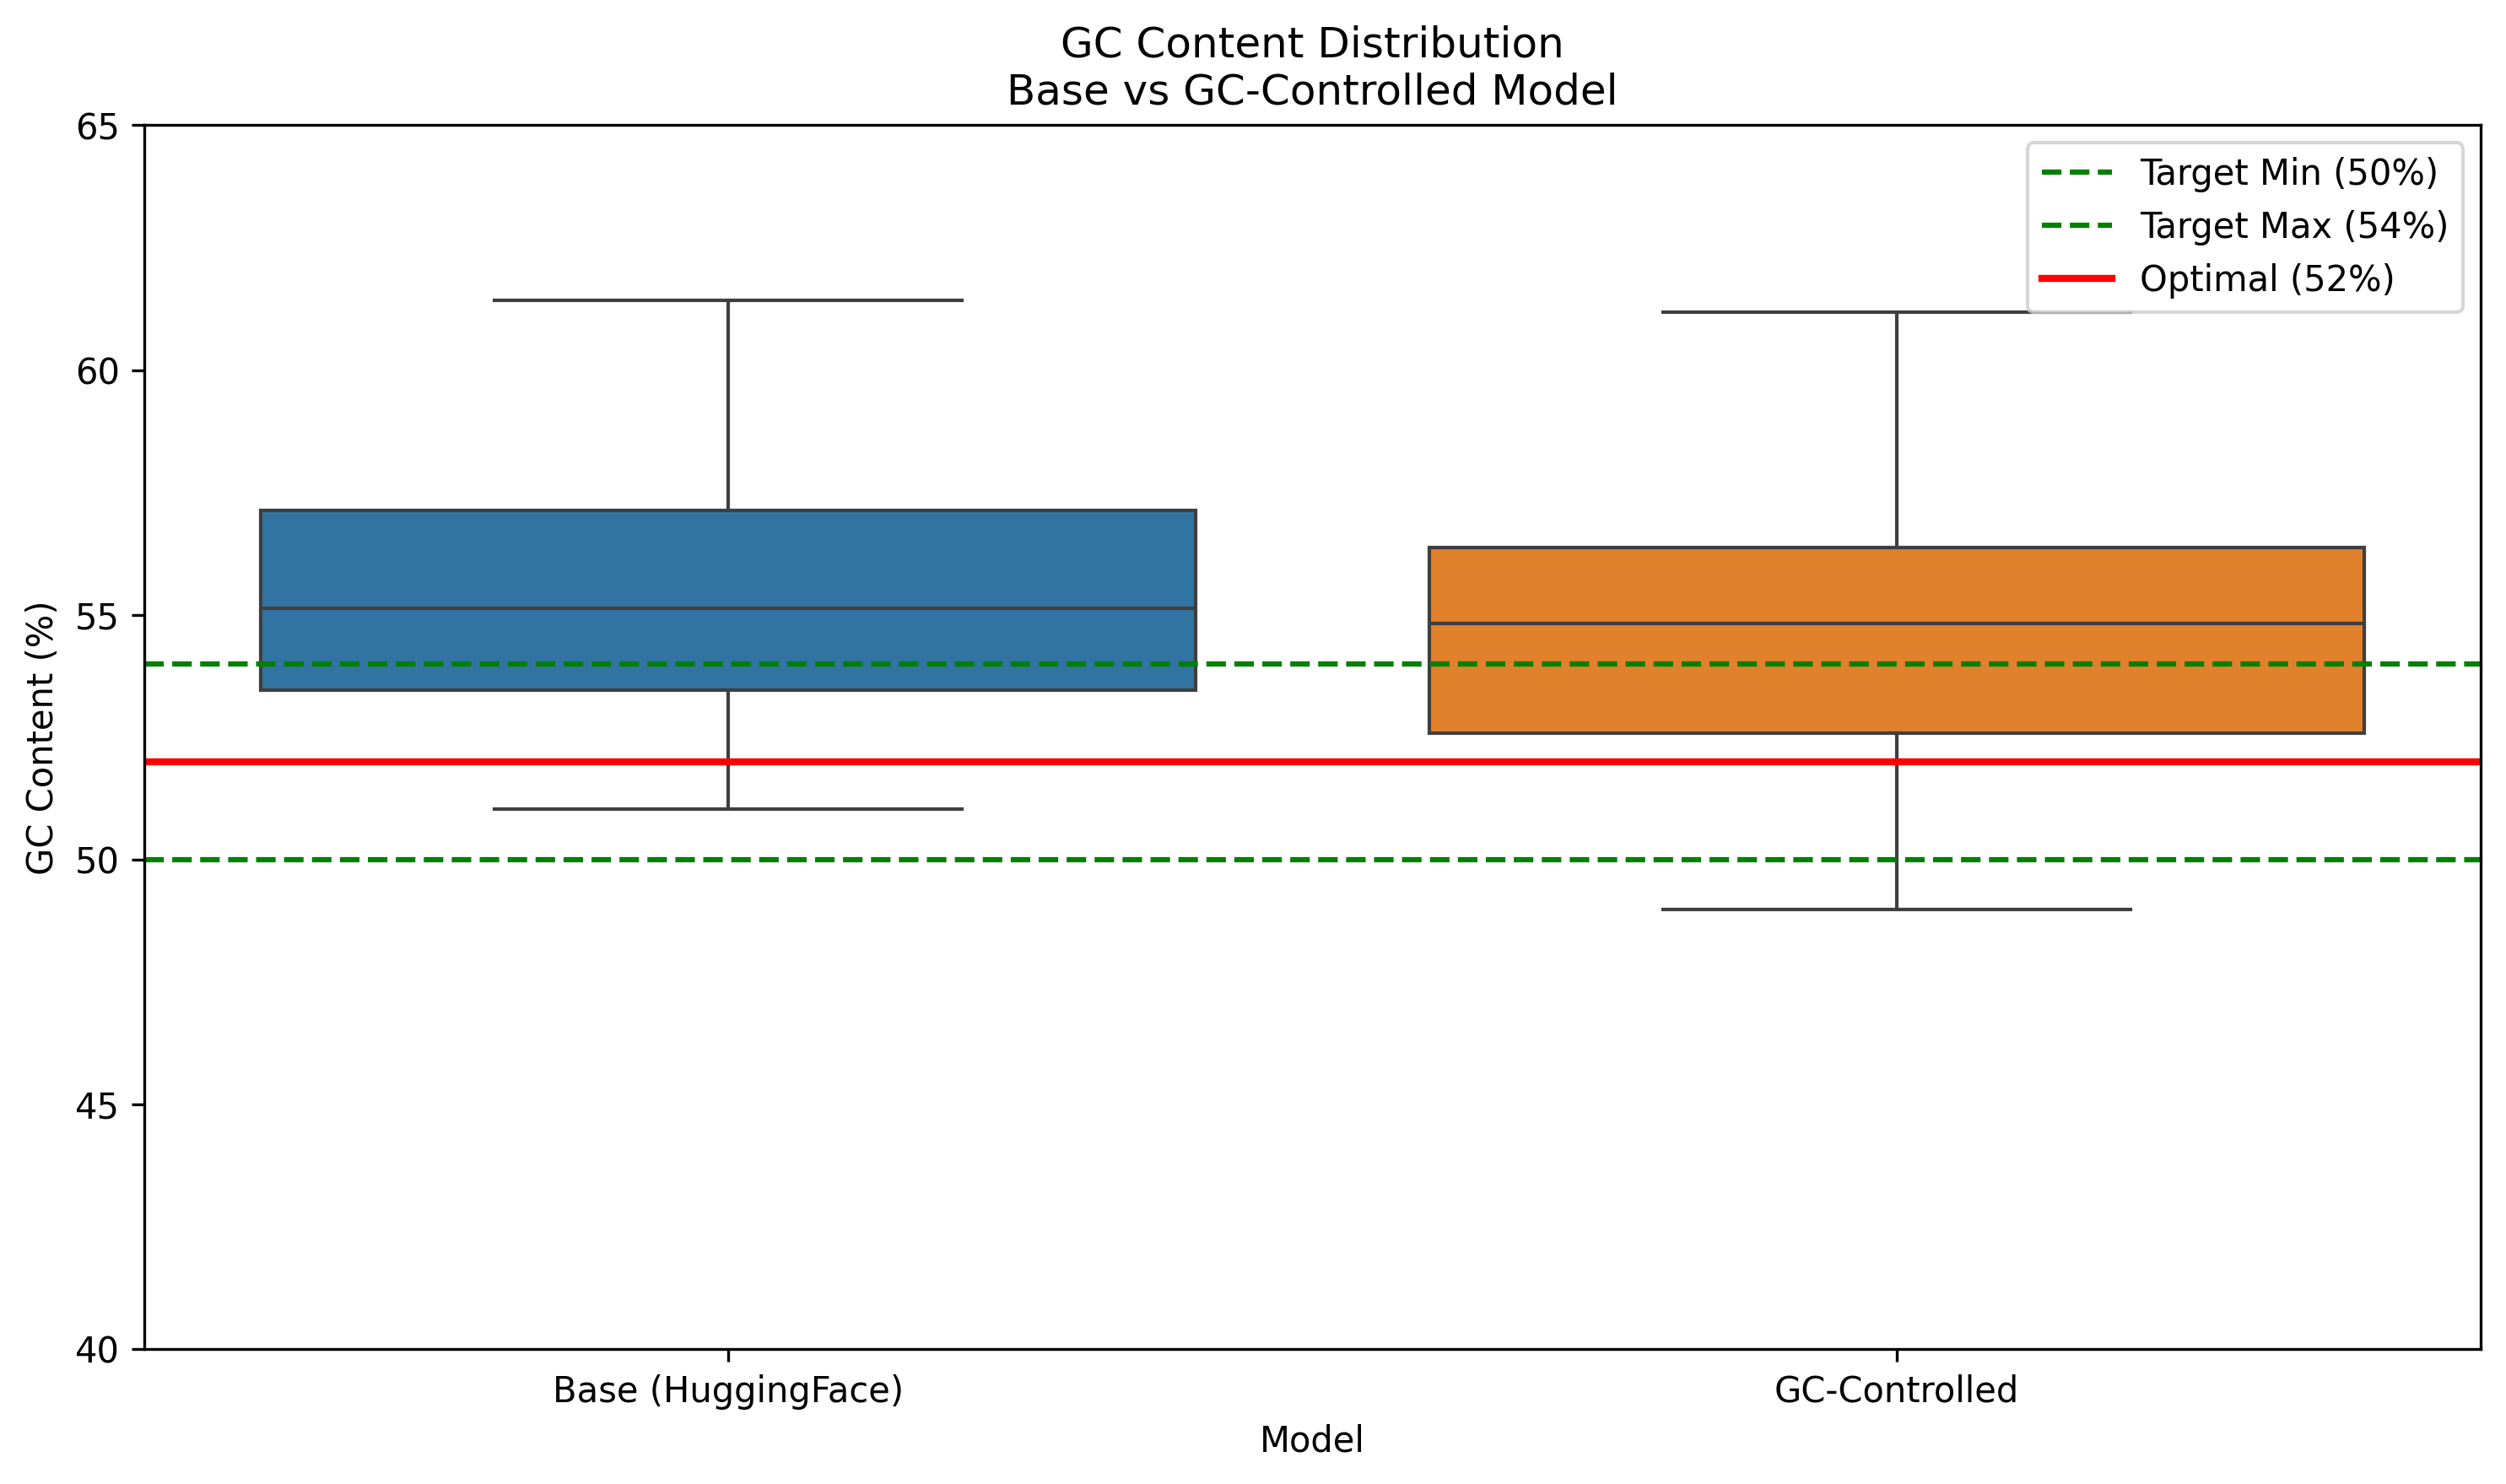 GC Content Distribution
Base vs GC-Controlled Model
65
60
55
50
45
40
GC Content (%)
Target Min (50%)
Target Max (54%)
Optimal (52%)
Base (HuggingFace)
GC-Controlled
Model